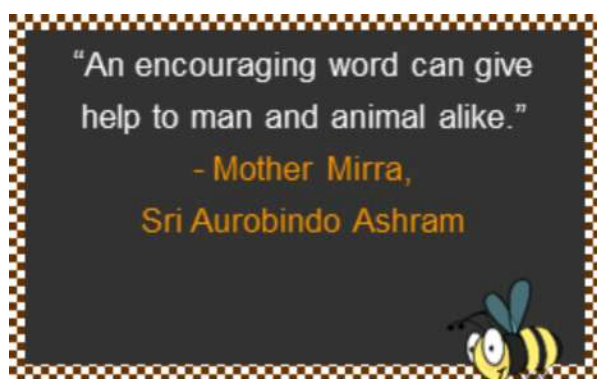 “An encouraging word can give
help to man and animal alike.”
- Mother Mirra,
Sri Aurobindo Ashram